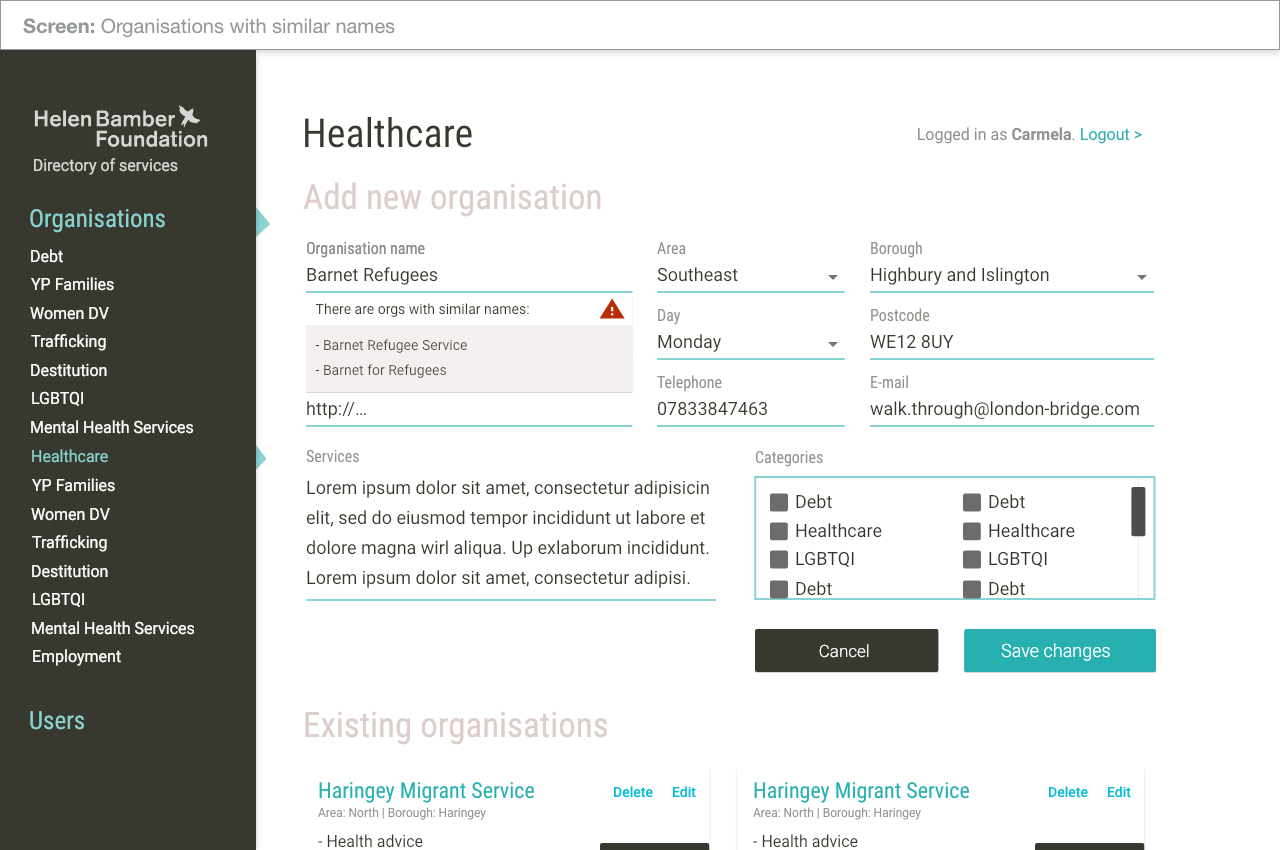 Screen: Organisations with similar names
Helen Bamber
Foundation
Directory of services
Organisations
Debt
YP Families
Women DV
Trafficking
Destitution
LGBTQI
Mental Health Services
Healthcare
YP Families
Women DV
Trafficking
Destitution
LGBTQI
Mental Health Services
Employment
Users
Healthcare
Logged in as Carmela. Logout >
Add new organisation
Organisation name
Barnet Refugees
There are orgs with similar names:
- Barnet Refugee Service
- Barnet for Refugees
http://...
Area
Southeast
Borough
Highbury and Islington
Day
Monday
Postcode
WE12 8UY
Telephone
07833847463
E-mail
walk.through@london-bridge.com
Services
Lorem ipsum dolor sit amet, consectetur adipisicin
elit, sed do eiusmod tempor incididunt ut labore et
dolore magna wirl aliqua. Up exlaborum incididunt.
Lorem ipsum dolor sit amet, consectetur adipisi.
Categories
Debt Debt
Healthcare Healthcare
LGBTQI LGBTQI
Debt Debt
Cancel Save changes
Existing organisations
Haringey Migrant Service Delete Edit
Area: North | Borough: Haringey
- Health advice
Haringey Migrant Service Delete Edit
Area: North | Borough: Haringey
- Health advice